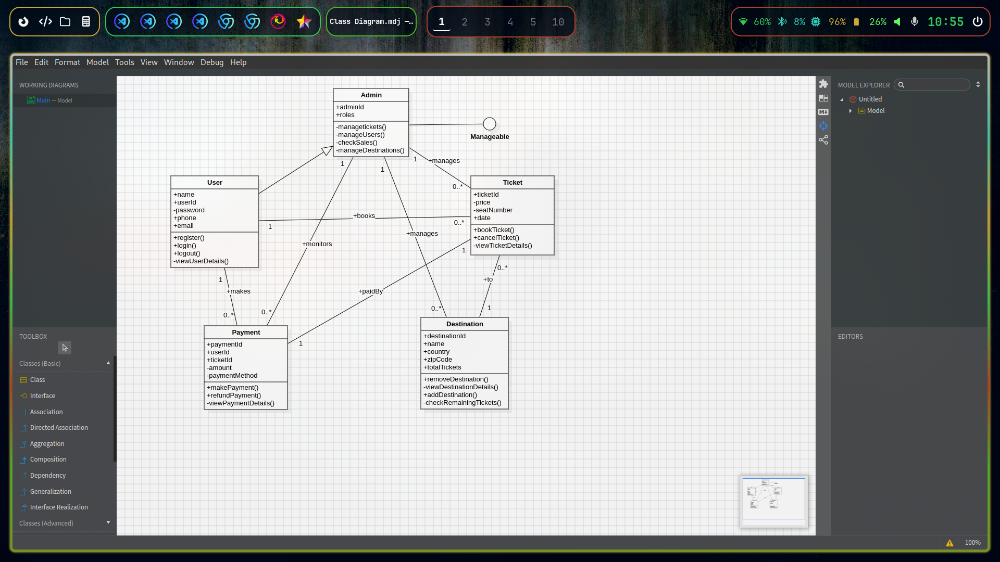 Class Diagram.mdj —…
1 2 3 4 5 10
60% 8% 96% 26% 10:55
File Edit Format Model Tools View Window Debug Help
WORKING DIAGRAMS
Main — Model
TOOLBOX
Classes (Basic)
Class
Interface
Association
Directed Association
Aggregation
Composition
Dependency
Generalization
Interface Realization
Classes (Advanced)
Admin
+adminId
+roles
-managetickets()
-manageUsers()
-checkSales()
-manageDestinations()
Manageable
1
1
1
+manages
0..*
User
+name
+userId
-password
+phone
+email
+register()
+login()
+logout()
-viewUserDetails()
Ticket
+ticketId
-price
-seatNumber
+date
+bookTicket()
+cancelTicket()
-viewTicketDetails()
1
+books
0..*
+monitors
+manages
1
1
+makes
0..*
0..*
+paidBy
1
0..*
+to
1
0..*
Payment
+paymentId
+userId
+ticketId
-amount
-paymentMethod
+makePayment()
+refundPayment()
-viewPaymentDetails()
Destination
+destinationId
+name
+country
+zipCode
+totalTickets
+removeDestination()
-viewDestinationDetails()
+addDestination()
-checkRemainingTickets()
M
MODEL EXPLORER
Untitled
Model
EDITORS
100%